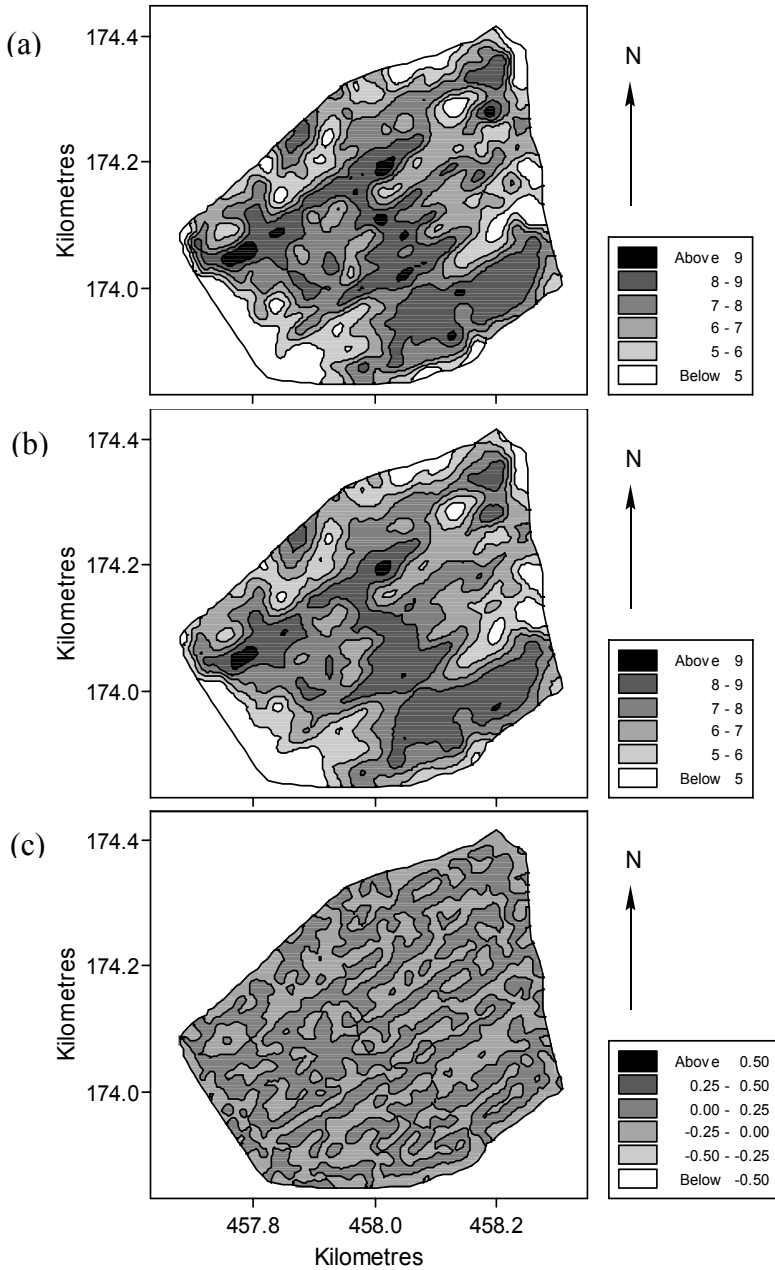 (a)
174.4
174.2
174.0
Kilometres
N
Above 9
8 - 9
7 - 8
6 - 7
5 - 6
Below 5
(b)
174.4
174.2
174.0
N
Above 9
8 - 9
7 - 8
6 - 7
5 - 6
Below 5
(c)
174.4
174.2
174.0
Kilometres
457.8
458.0
458.2
Kilometres
N
Above 0.50
0.25 - 0.50
0.00 - 0.25
-0.25 - 0.00
-0.50 - -0.25
Below -0.50